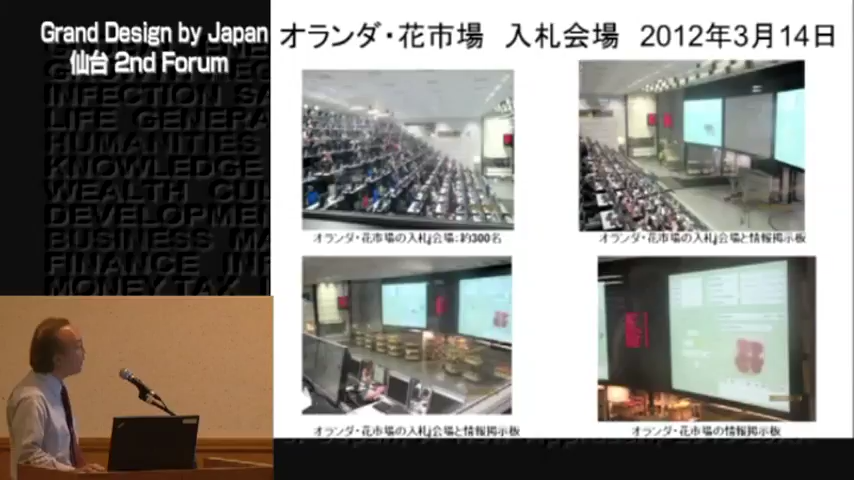 Grand Design by Japan
仙台 2nd Forum
オランダ・花市場　入札会場　2012年3月14日
INFECTION SA
LIFE GENERA
HUMANITIES
KNOWLEDGE
WEALTH CUL
DEVELOPMEN
BUSINESS MA
FINANCE INF
MONEY TAX
オランダ・花市場の入札会場:約300名
オランダ・花市場の入札会場と情報掲示板
オランダ・花市場の入札会場と情報掲示板
オランダ・花市場の情報掲示板